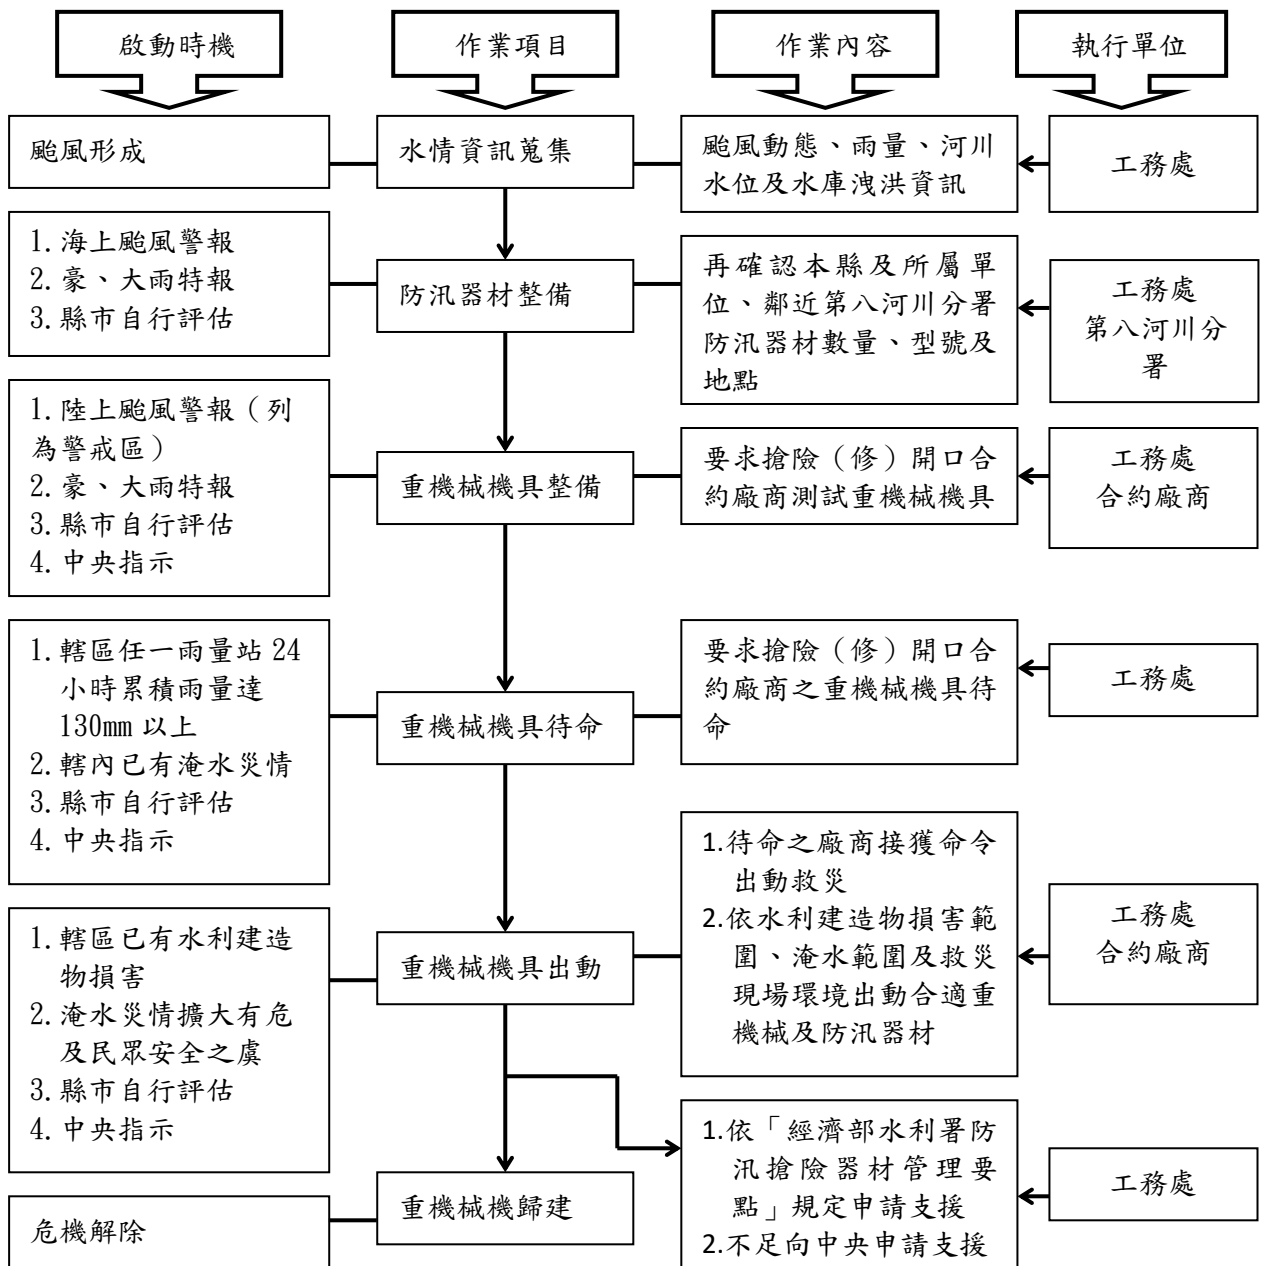 啟動時機
作業項目
作業內容
執行單位
颱風形成
水情資訊蒐集
颱風動態、雨量、河川
水位及水庫洩洪資訊
工務處
1.海上颱風警報
2.豪、大雨特報
3.縣市自行評估
防汛器材整備
再確認本縣及所屬單
位、鄰近第八河川分署
防汛器材數量、型號及
地點
工務處
第八河川分
署
1.陸上颱風警報（列
為警戒區）
2.豪、大雨特報
3.縣市自行評估
4.中央指示
重機械機具整備
要求搶險（修）開口合
約廠商測試重機械機具
工務處
合約廠商
1.轄區任一雨量站 24
小時累積雨量達
130mm 以上
2.轄內已有淹水災情
3.縣市自行評估
4.中央指示
重機械機具待命
要求搶險（修）開口合
約廠商之重機械機具待
命
工務處
1.轄區已有水利建造
物損害
2.淹水災情擴大有危
及民眾安全之虞
3.縣市自行評估
4.中央指示
重機械機具出動
1.待命之廠商接獲命令
出動救災
2.依水利建造物損害範
圍、淹水範圍及救災
現場環境出動合適重
機械及防汛器材
工務處
合約廠商
危機解除
重機械機歸建
1.依「經濟部水利署防
汛搶險器材管理要
點」規定申請支援
2.不足向中央申請支援
工務處